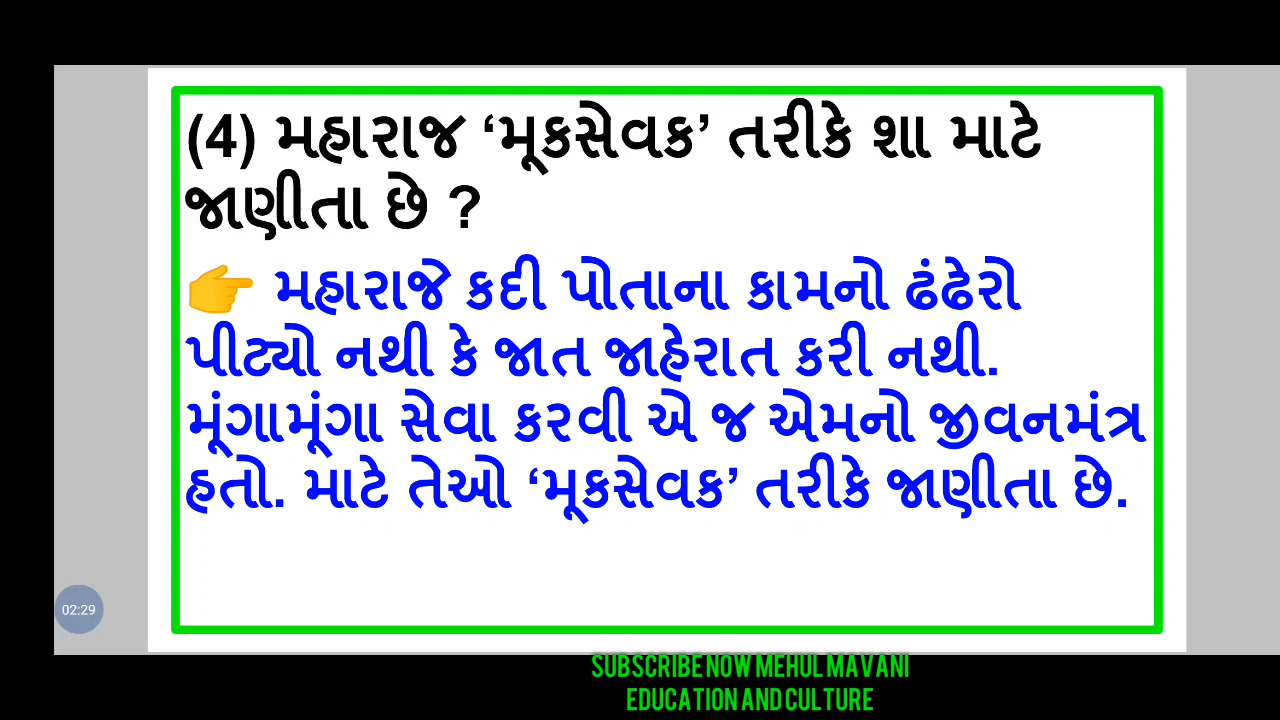 (4) મહારાજ ‘મૂકસેવક’ તરીકે શા માટે
જાણીતા છે ?
👉 મહારાજે કદી પોતાના કામનો ઢંઢેરો
પીટ્યો નથી કે જાત જાહેરાત કરી નથી.
મૂંગામૂંગા સેવા કરવી એ જ એમનો જીવનમંત્ર
હતો. માટે તેઓ ‘મૂકસેવક’ તરીકે જાણીતા છે.
02:29
SUBSCRIBE NOW MEHUL MAVANI
EDUCATION AND CULTURE